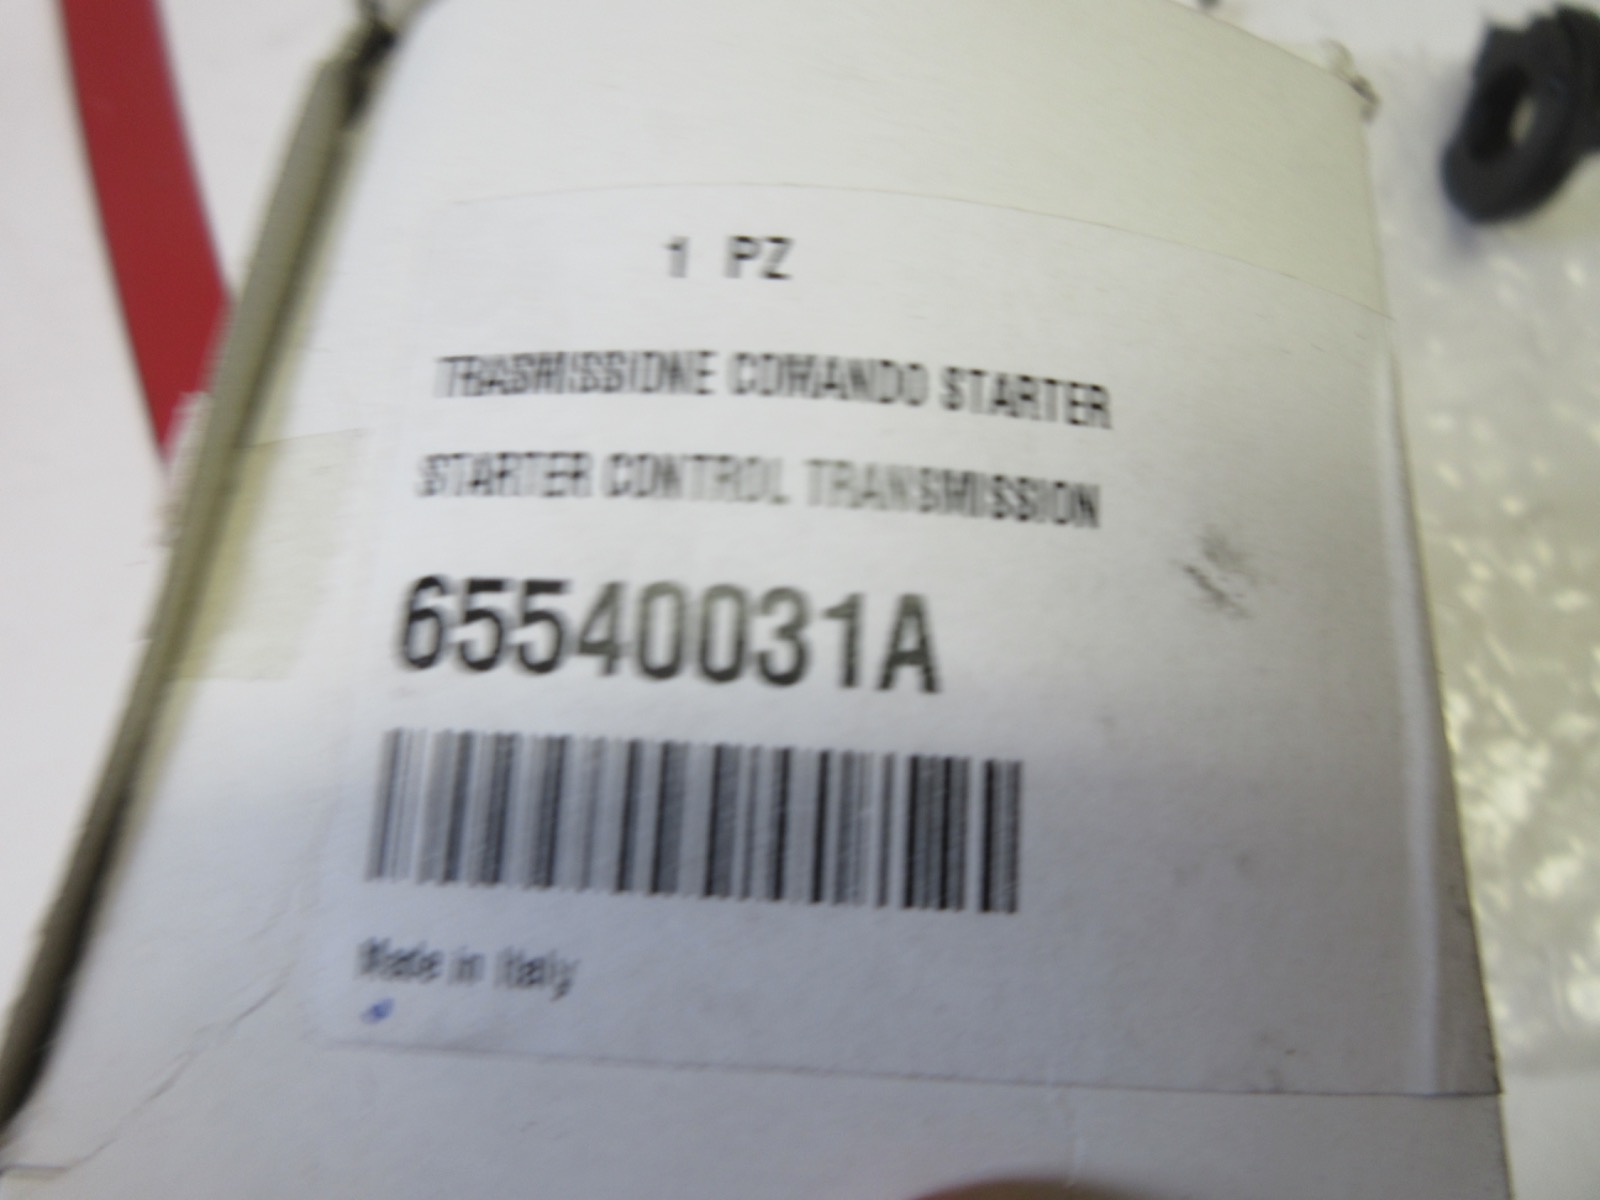 1 PZ
TRASMISSIONE COMANDO STARTER
STARTER CONTROL TRANSMISSION
65540031A
Made in Italy